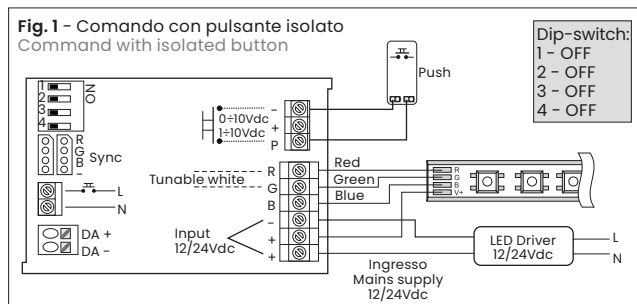 Fig. 1 - Comando con pulsante isolato
Command with isolated button
Dip-switch:
1 - OFF
2 - OFF
3 - OFF
4 - OFF
1
2
3
4
ON
0÷10Vdc
1÷10Vdc
-
+
P
Push
R
G
B
-
Sync
L
N
DA +
DA -
Tunable white
R
G
B
-
+
+
Red
Green
Blue
R
G
B
V+
Input
12/24Vdc
Ingresso
Mains supply
12/24Vdc
LED Driver
12/24Vdc
L
N